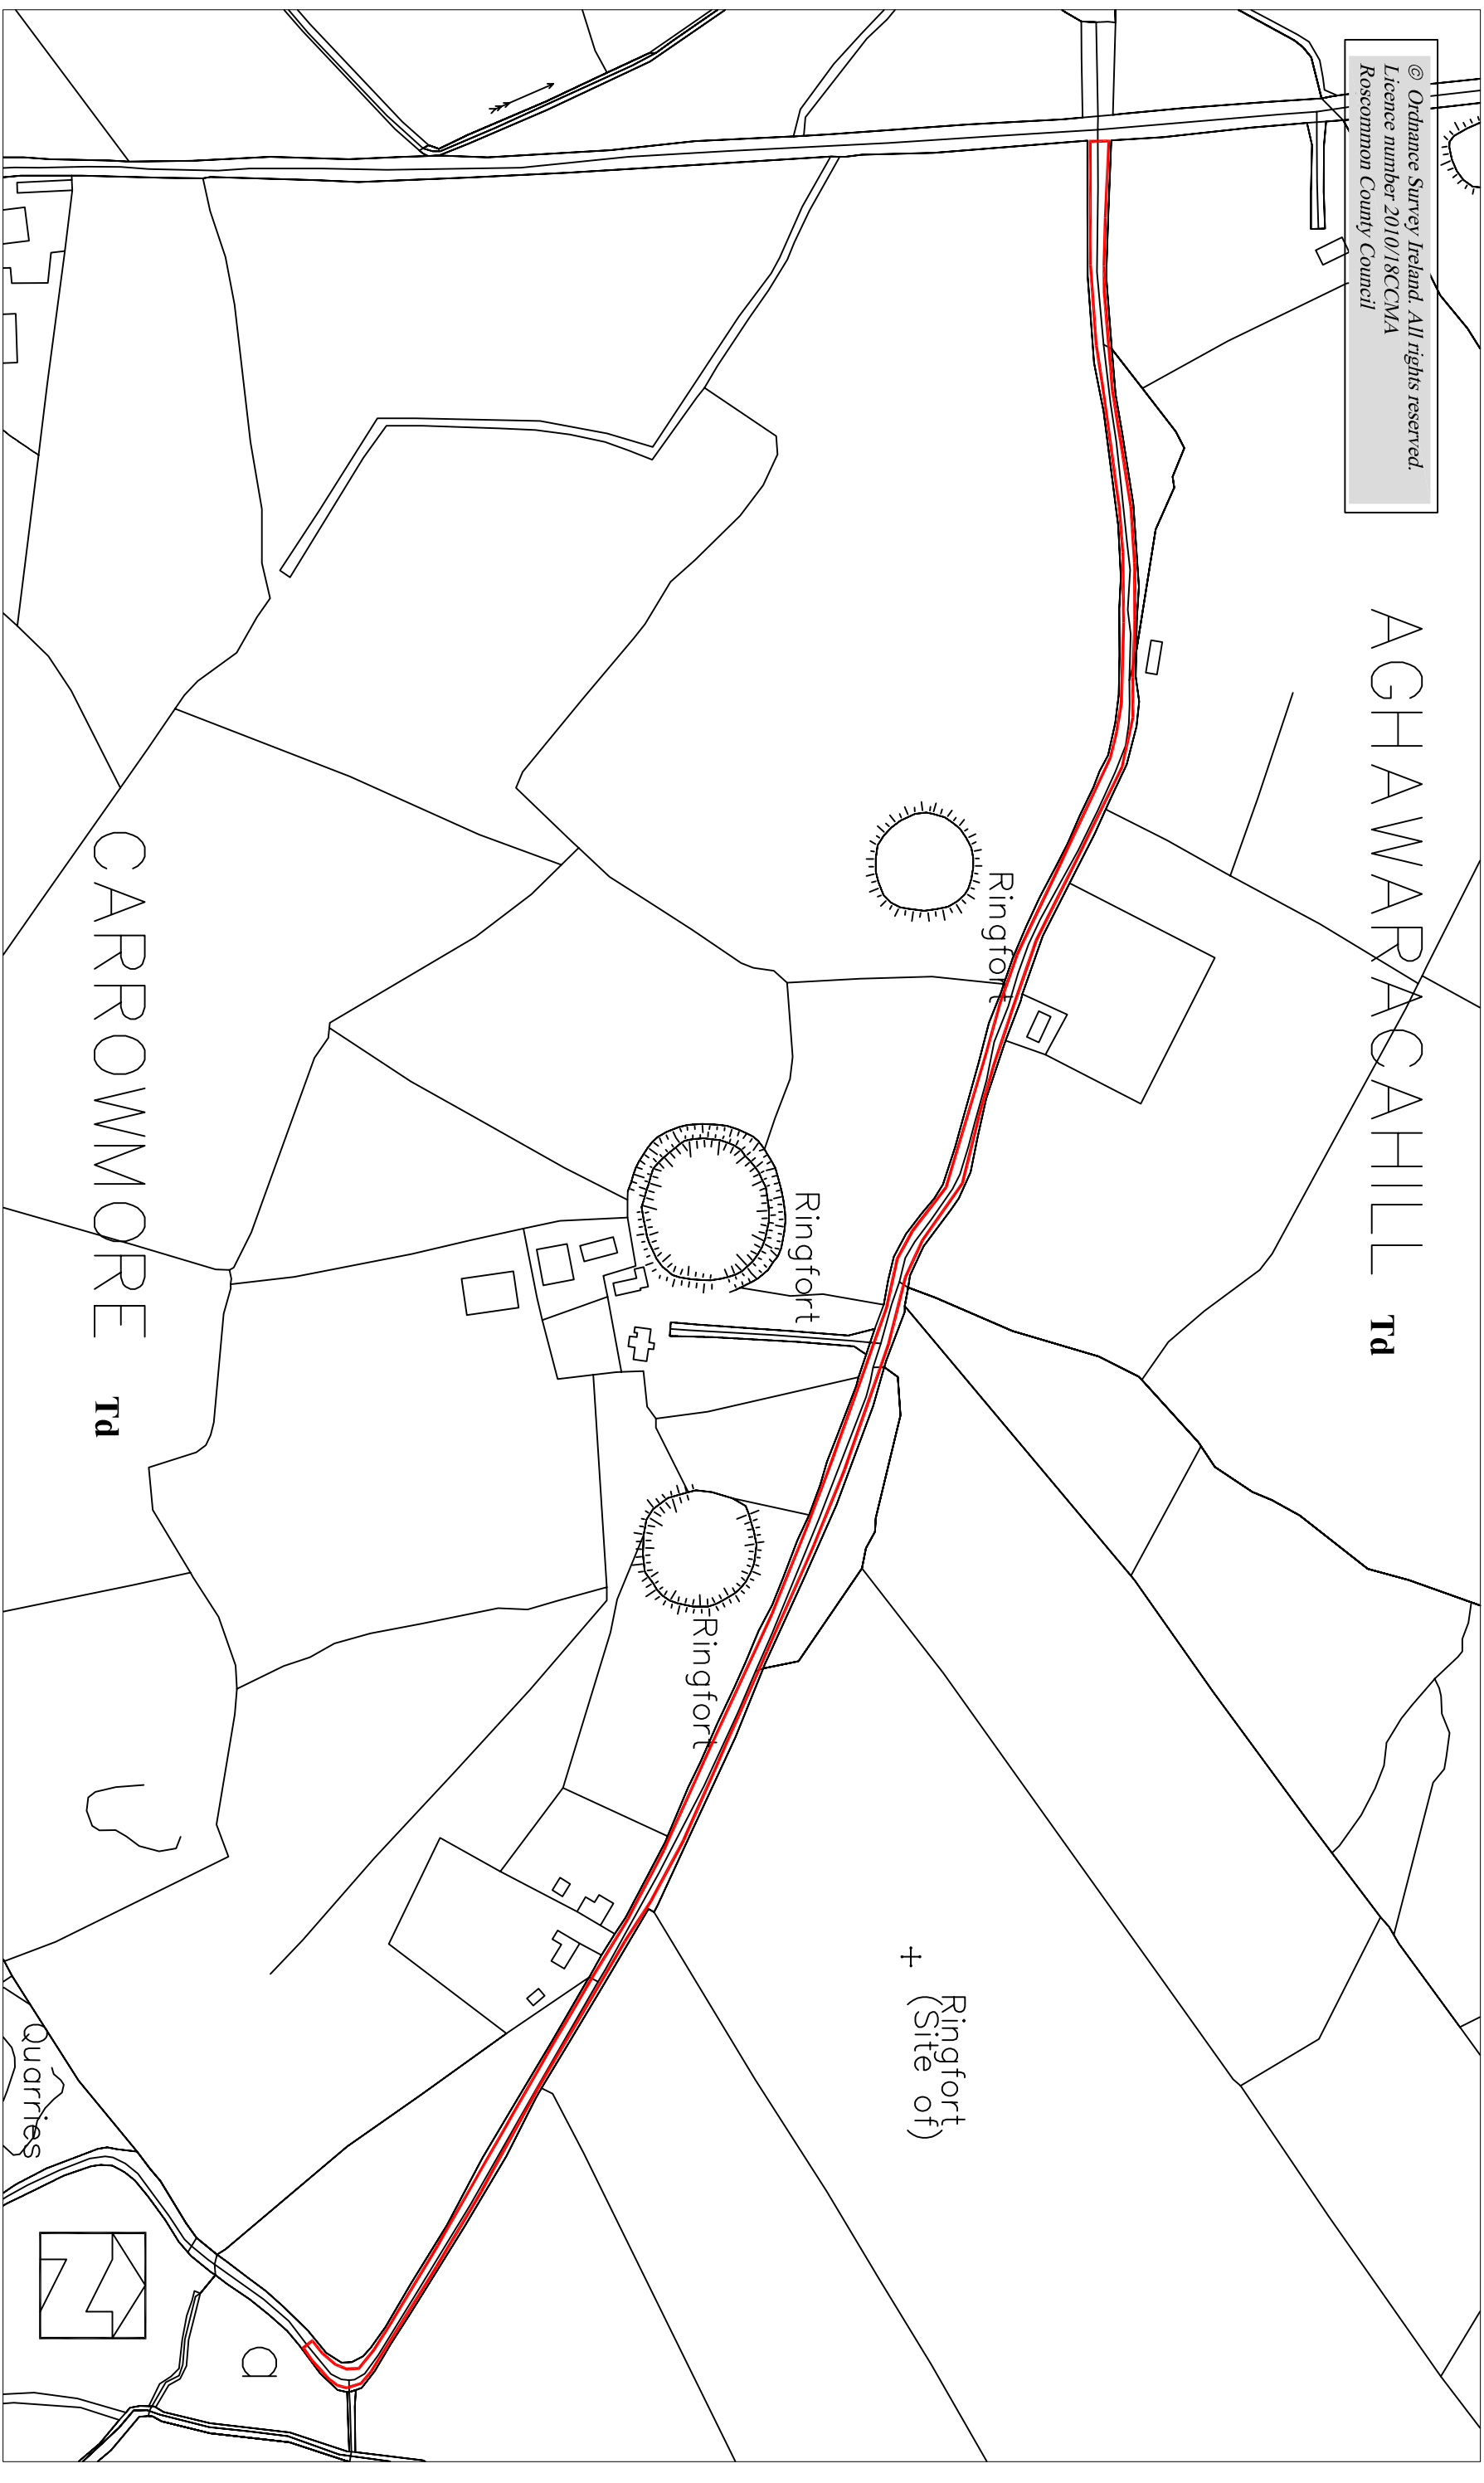 © Ordnance Survey Ireland. All rights reserved.
Licence number 2010/18CCMA
Roscommon County Council
AGHAWARACAHILL Td
Ringfort
Ringfort
Ringfort
Ringfort
(Site of)
CARROWMORE Td
Quarries